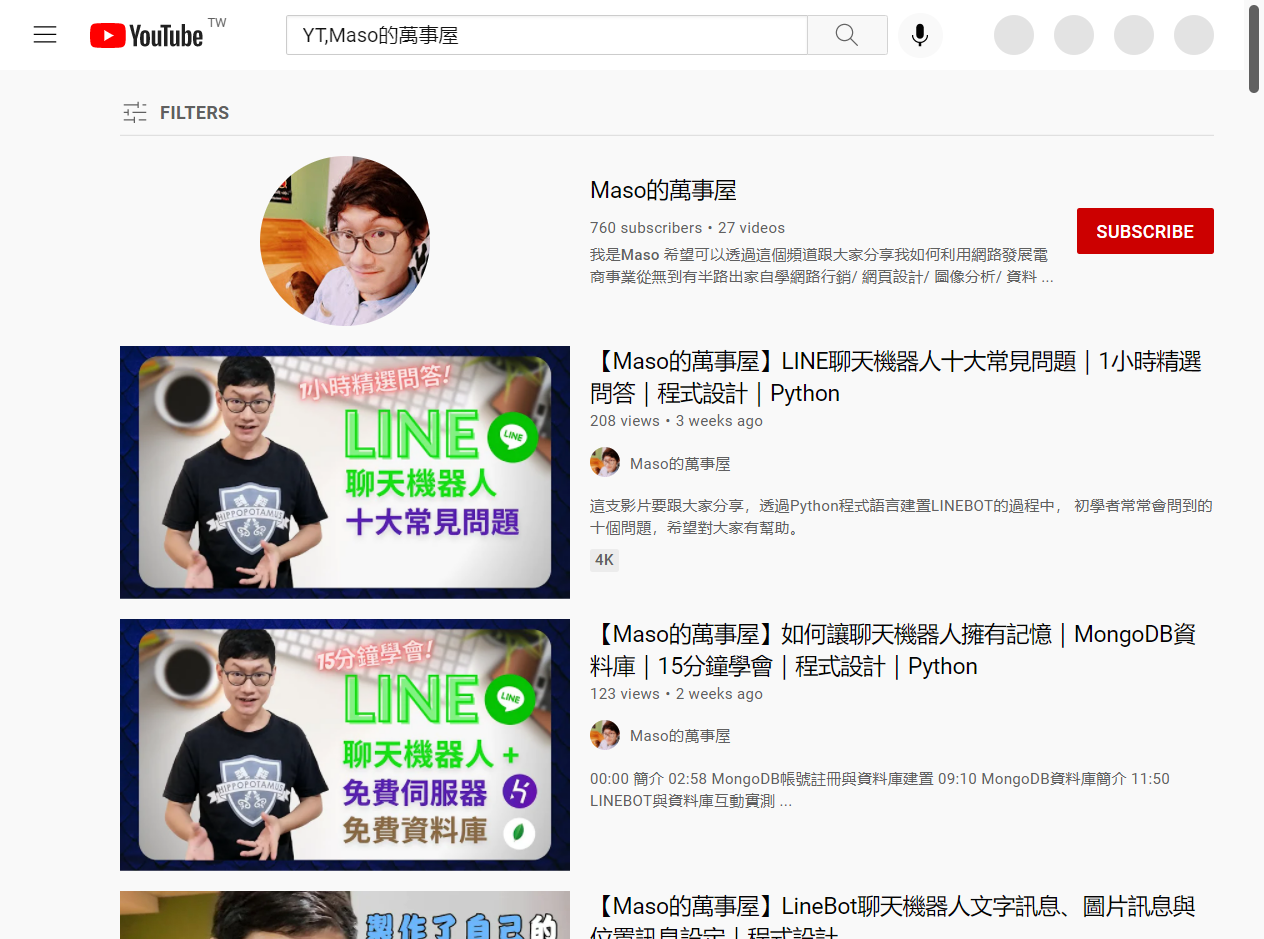 YouTube TW
YT,Maso的萬事屋
FILTERS
Maso的萬事屋
760 subscribers • 27 videos
SUBSCRIBE
我是Maso 希望可以透過這個頻道跟大家分享我如何利用網路發展電
商事業從無到有半路出家自學網路行銷/ 網頁設計/ 圖像分析/ 資料 ...
1小時精選問答!
LINE
LINE
聊天機器人
十大常見問題
HIPPOPOTAMUS
【Maso的萬事屋】LINE聊天機器人十大常見問題｜1小時精選
問答｜程式設計｜Python
208 views • 3 weeks ago
Maso的萬事屋
這支影片要跟大家分享，透過Python程式語言建置LINEBOT的過程中， 初學者常常會問到的
十個問題，希望對大家有幫助。
4K
15分鐘學會!
LINE
LINE
聊天機器人 +
免費伺服器
免費資料庫
HIPPOPOTAMUS
【Maso的萬事屋】如何讓聊天機器人擁有記憶｜MongoDB資
料庫｜15分鐘學會｜程式設計｜Python
123 views • 2 weeks ago
Maso的萬事屋
00:00 簡介 02:58 MongoDB帳號註冊與資料庫建置 09:10 MongoDB資料庫簡介 11:50
LINEBOT與資料庫互動實測 ...
製作了自己的
【Maso的萬事屋】LineBot聊天機器人文字訊息、圖片訊息與
位置訊息設定｜程式設計